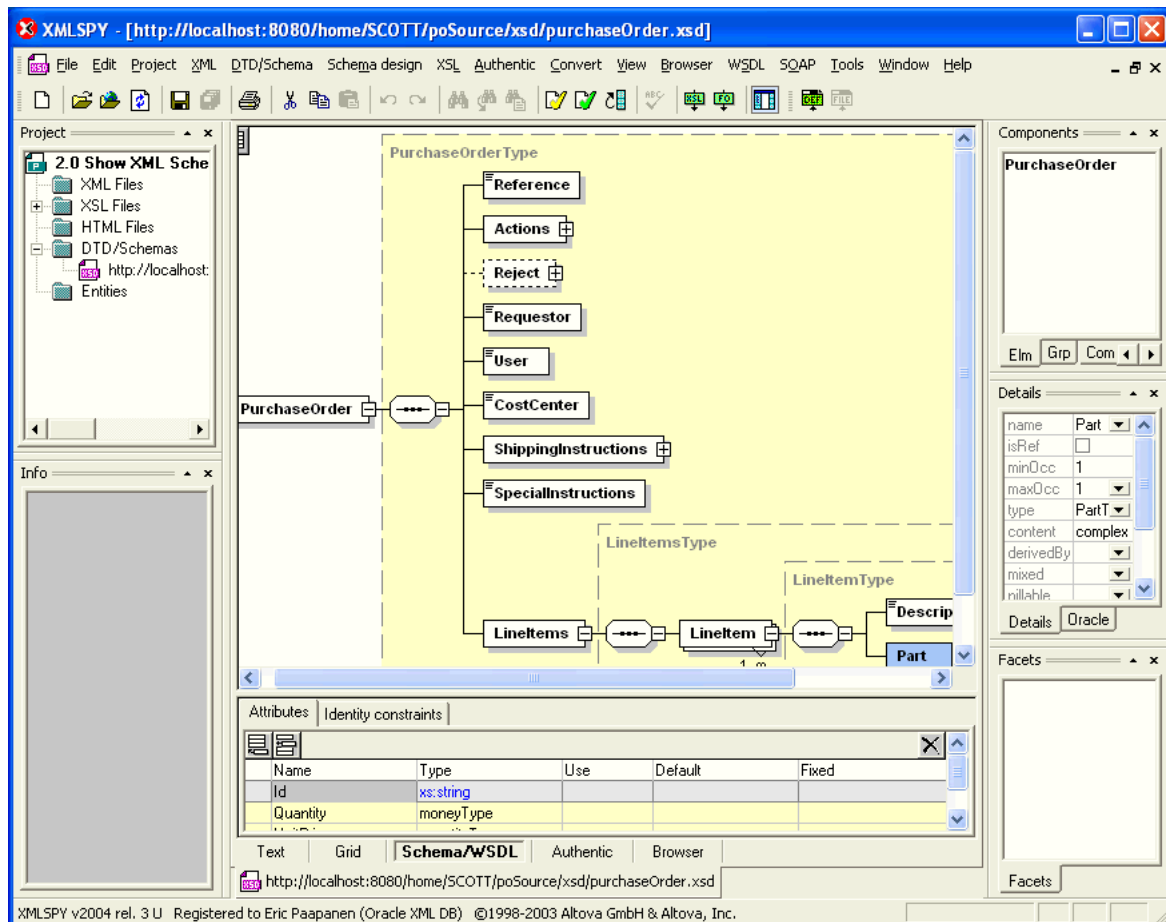 XMLSPY - [http://localhost:8080/home/SCOTT/poSource/xsd/purchaseOrder.xsd]
File Edit Project XML DTD/Schema Schema design XSL Authentic Convert View Browser WSDL SOAP Tools Window Help
Project
2.0 Show XML Sche
XML Files
XSL Files
HTML Files
DTD/Schemas
http://localhost:
Entities
Info
PurchaseOrderType
Reference
Actions
Reject
Requestor
User
PurchaseOrder
CostCenter
ShippingInstructions
SpecialInstructions
LineItemsType
LineItemType
LineItems
LineItem
Descrip
Part
Components
PurchaseOrder
Elm Grp Com
Details
name Part
isRef
minOcc 1
maxOcc 1
type PartT
content complex
derivedBy
mixed
nillable
Details Oracle
Facets
Facets
Attributes Identity constraints
Name Type Use Default Fixed
Id xs:string
Quantity moneyType
Text Grid Schema/WSDL Authentic Browser
http://localhost:8080/home/SCOTT/poSource/xsd/purchaseOrder.xsd
XMLSPY v2004 rel. 3 U Registered to Eric Paapanen (Oracle XML DB) ©1998-2003 Altova GmbH & Altova, Inc.